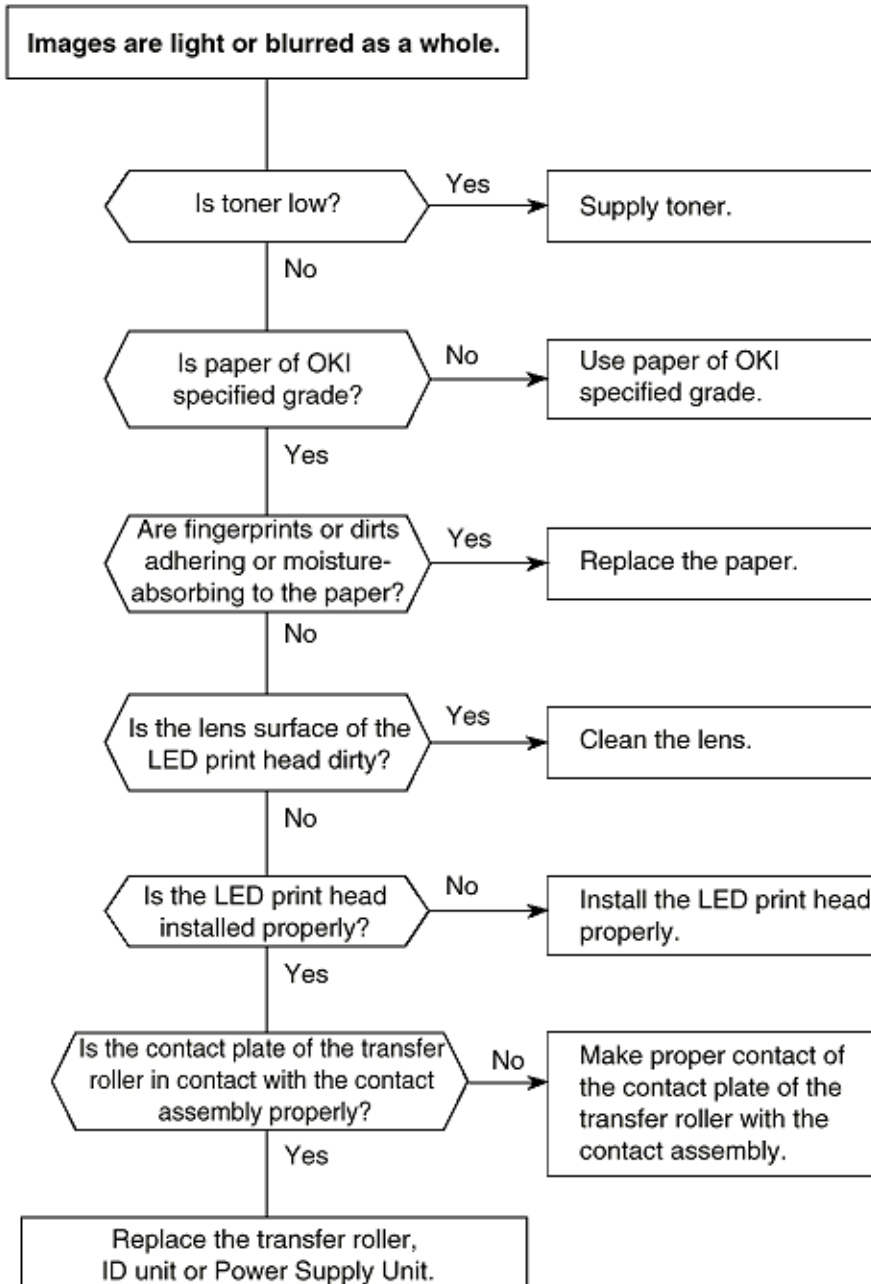 Images are light or blurred as a whole.
Is toner low?
Yes
Supply toner.
No
Is paper of OKI
specified grade?
No
Use paper of OKI
specified grade.
Yes
Are fingerprints or dirts
adhering or moisture-
absorbing to the paper?
Yes
Replace the paper.
No
Is the lens surface of the
LED print head dirty?
Yes
Clean the lens.
No
Is the LED print head
installed properly?
No
Install the LED print head
properly.
Yes
Is the contact plate of the transfer
roller in contact with the contact
assembly properly?
No
Make proper contact of
the contact plate of the
transfer roller with the
contact assembly.
Yes
Replace the transfer roller,
ID unit or Power Supply Unit.